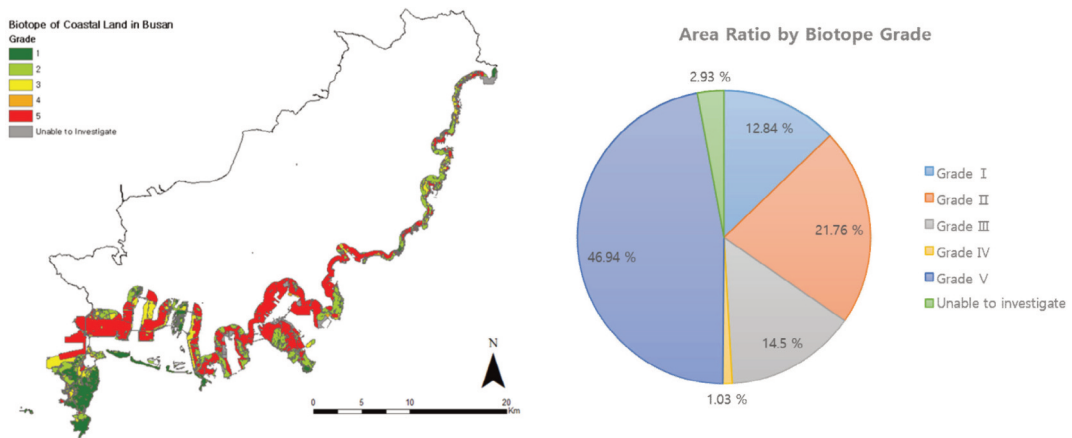 Biotope of Coastal Land in Busan
Grade
1
2
3
4
5
Unable to Investigate
N
0 5 10 20
Km
Area Ratio by Biotope Grade
2.93 %
12.84 %
21.76 %
46.94 %
14.5 %
1.03 %
Grade Ⅰ
Grade Ⅱ
Grade Ⅲ
Grade Ⅳ
Grade Ⅴ
Unable to investigate